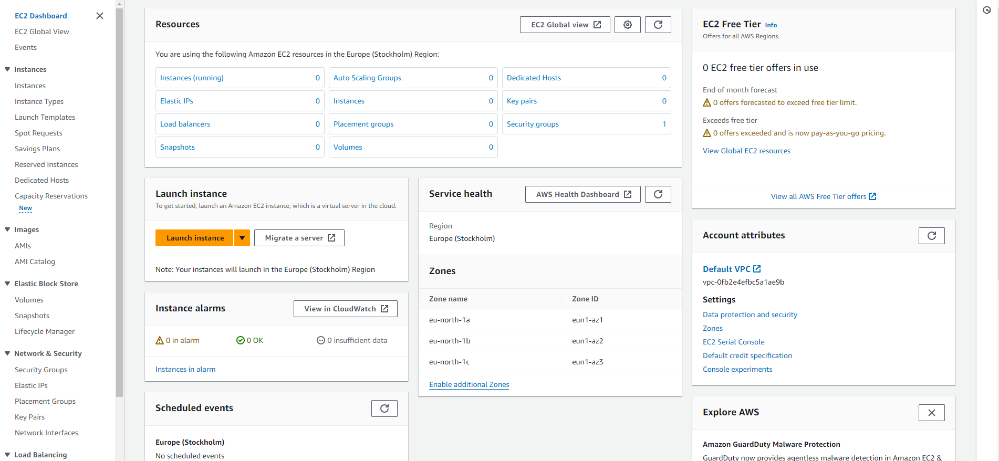 EC2 Dashboard
EC2 Global View
Events
Instances
Instances
Instance Types
Launch Templates
Spot Requests
Savings Plans
Reserved Instances
Dedicated Hosts
Capacity Reservations
New
Images
AMIs
AMI Catalog
Elastic Block Store
Volumes
Snapshots
Lifecycle Manager
Network & Security
Security Groups
Elastic IPs
Placement Groups
Key Pairs
Network Interfaces
Load Balancing
Resources
EC2 Global view
You are using the following Amazon EC2 resources in the Europe (Stockholm) Region:
Instances (running) 0
Auto Scaling Groups 0
Dedicated Hosts 0
Elastic IPs 0
Instances 0
Key pairs 0
Load balancers 0
Placement groups 0
Security groups 1
Snapshots 0
Volumes 0
Launch instance
To get started, launch an Amazon EC2 instance, which is a virtual server in the cloud.
Launch instance
Migrate a server
Note: Your instances will launch in the Europe (Stockholm) Region
Instance alarms
View in CloudWatch
0 in alarm
0 OK
0 insufficient data
Instances in alarm
Scheduled events
Europe (Stockholm)
No scheduled events
Service health
AWS Health Dashboard
Region
Europe (Stockholm)
Zones
Zone name Zone ID
eu-north-1a eun1-az1
eu-north-1b eun1-az2
eu-north-1c eun1-az3
Enable additional Zones
EC2 Free Tier Info
Offers for all AWS Regions.
0 EC2 free tier offers in use
End of month forecast
0 offers forecasted to exceed free tier limit.
Exceeds free tier
0 offers exceeded and is now pay-as-you-go pricing.
View Global EC2 resources
View all AWS Free Tier offers
Account attributes
Default VPC
vpc-0fb2e4efbc5a1ae9b
Settings
Data protection and security
Zones
EC2 Serial Console
Default credit specification
Console experiments
Explore AWS
Amazon GuardDuty Malware Protection
GuardDuty now provides agentless malware detection in Amazon EC2 &